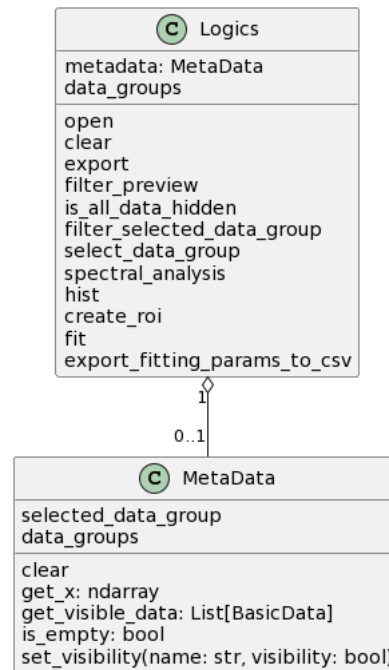 C Logics
metadata: MetaData
data_groups
open
clear
export
filter_preview
is_all_data_hidden
filter_selected_data_group
select_data_group
spectral_analysis
hist
create_roi
fit
export_fitting_params_to_csv
1
0..1
C MetaData
selected_data_group
data_groups
clear
get_x: ndarray
get_visible_data: List[BasicData]
is_empty: bool
set_visibility(name: str, visibility: bool)